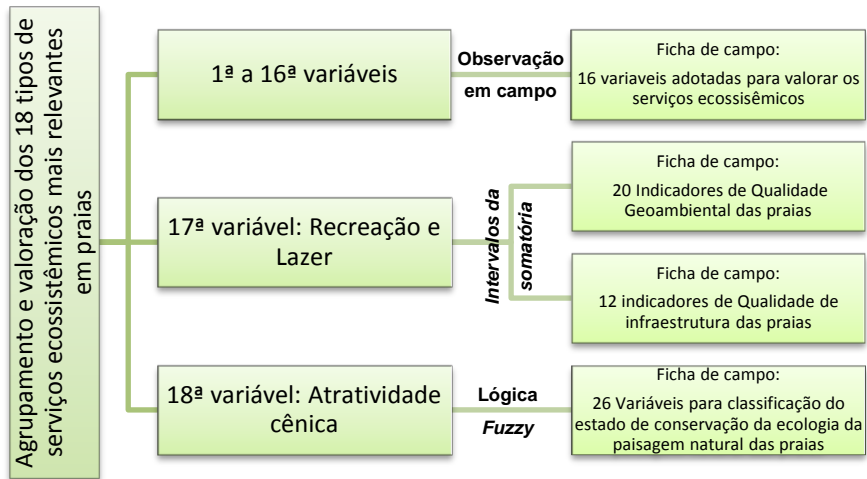 Agrupamento e valoração dos 18 tipos de
serviços ecossistêmicos mais relevantes
em praias
1ª a 16ª variáveis
Observação
em campo
Ficha de campo:
16 variaveis adotadas para valorar os
serviços ecossisêmicos
17ª variável: Recreação e
Lazer
Intervalos da
somatória
Ficha de campo:
20 Indicadores de Qualidade
Geoambiental das praias
Ficha de campo:
12 indicadores de Qualidade de
infraestrutura das praias
18ª variável: Atratividade
cênica
Lógica
Fuzzy
Ficha de campo:
26 Variáveis para classificação do
estado de conservação da ecologia da
paisagem natural das praias